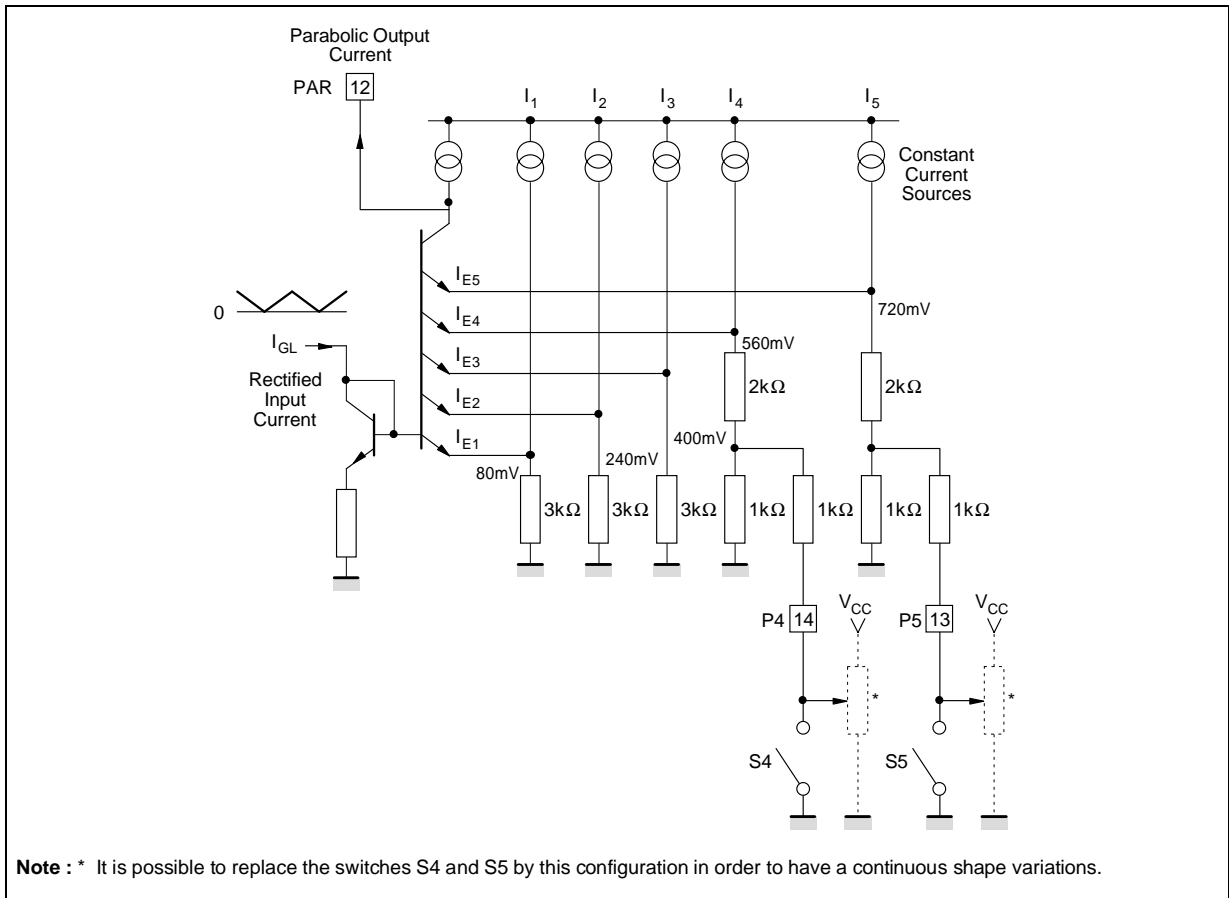 Parabolic Output
Current
PAR 12
I1 I2 I3 I4 I5
Constant
Current
Sources
IE5
720mV
0
IE4
560mV
IGL
IE3
2kΩ 2kΩ
Rectified
Input
Current
IE2
400mV
IE1
80mV 240mV
3kΩ 3kΩ 3kΩ 1kΩ 1kΩ 1kΩ 1kΩ
VCC VCC
P4 14 P5 13
* *
S4 S5
Note : * It is possible to replace the switches S4 and S5 by this configuration in order to have a continuous shape variations.